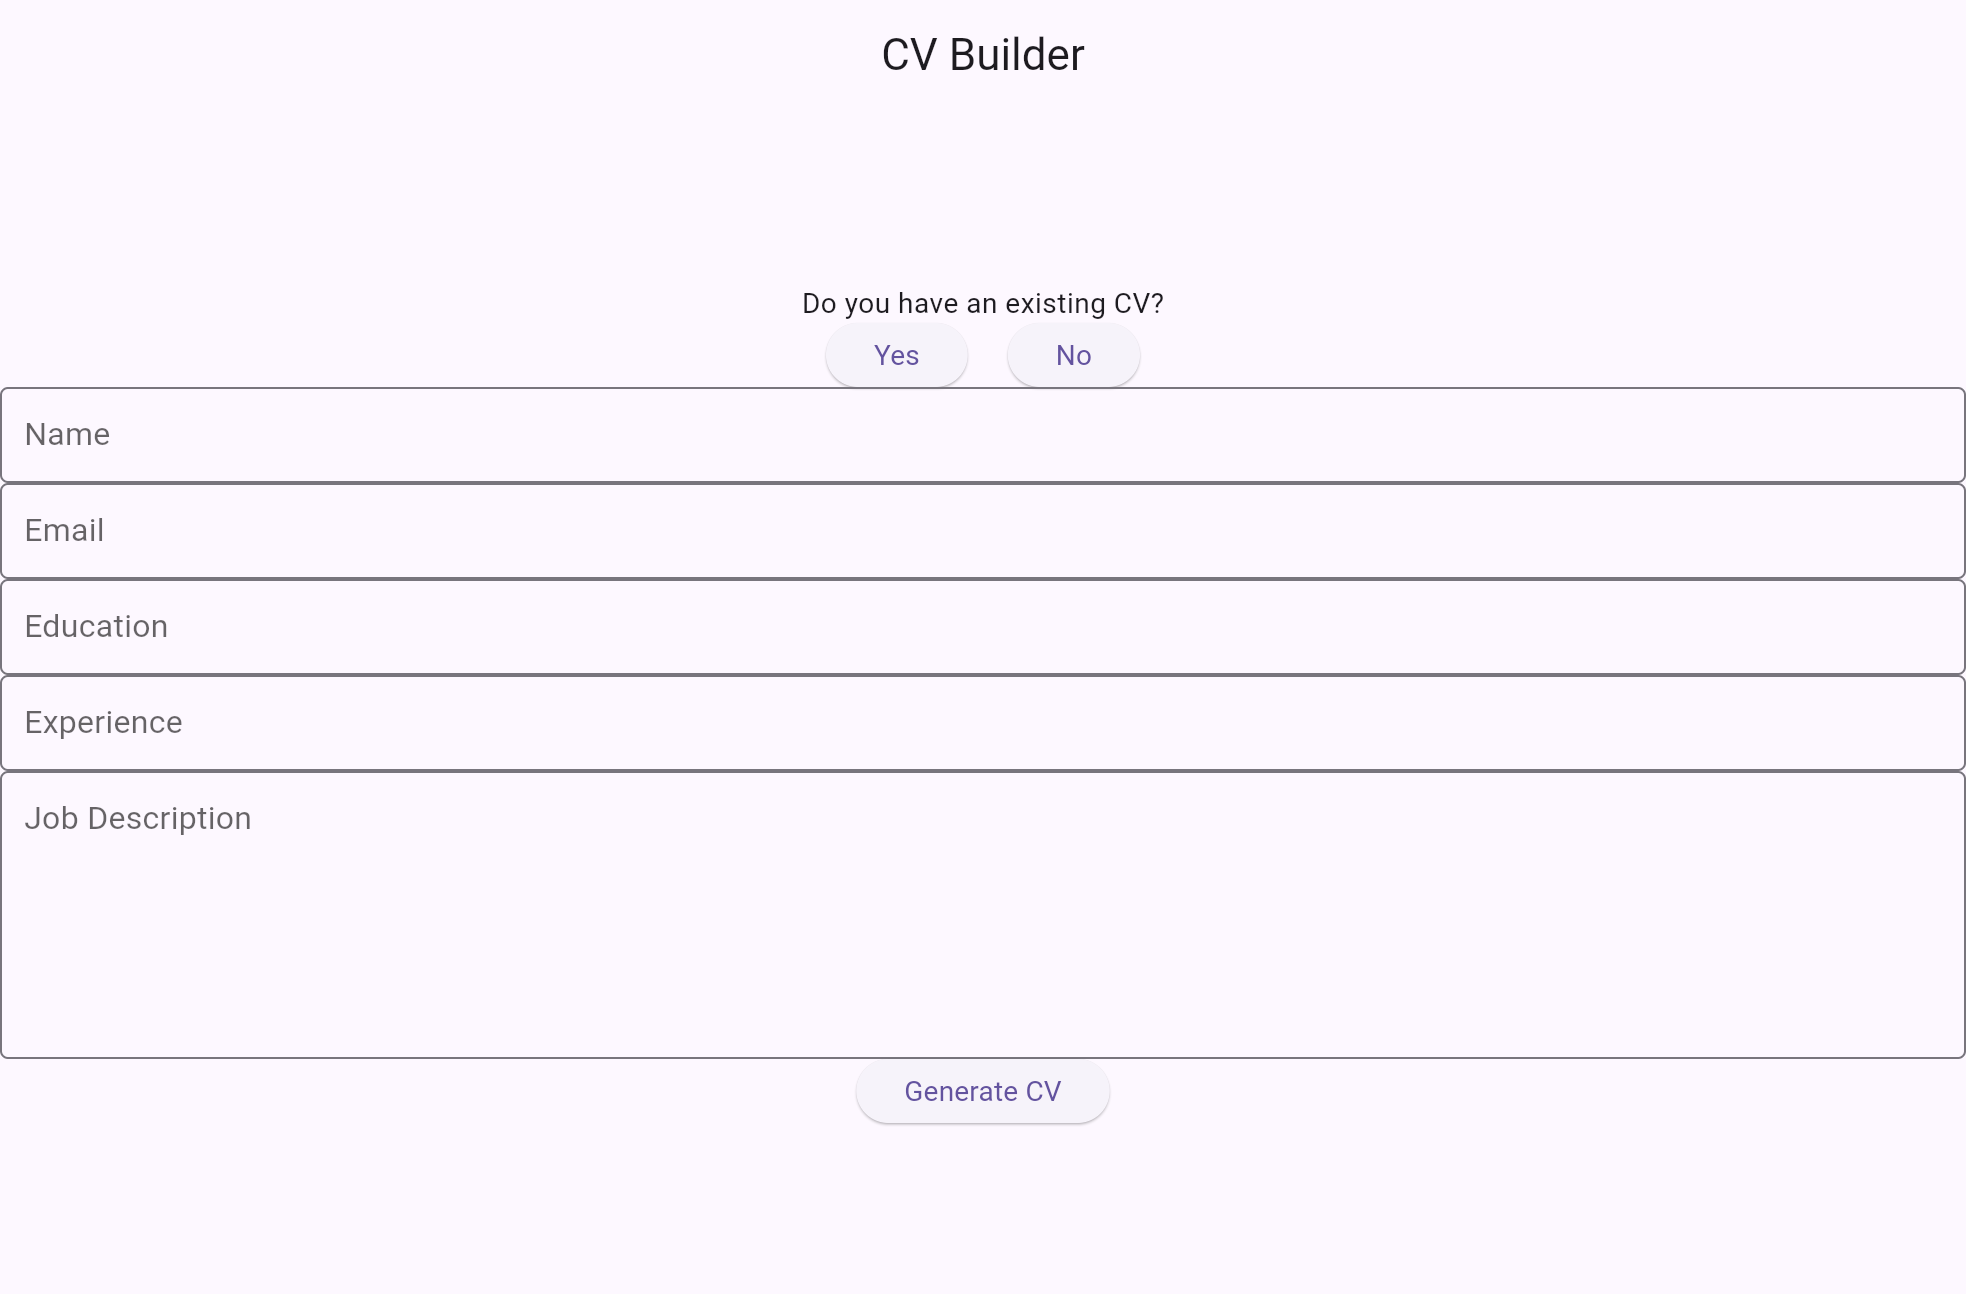 CV Builder
Do you have an existing CV?
Yes No
Name
Email
Education
Experience
Job Description
Generate CV